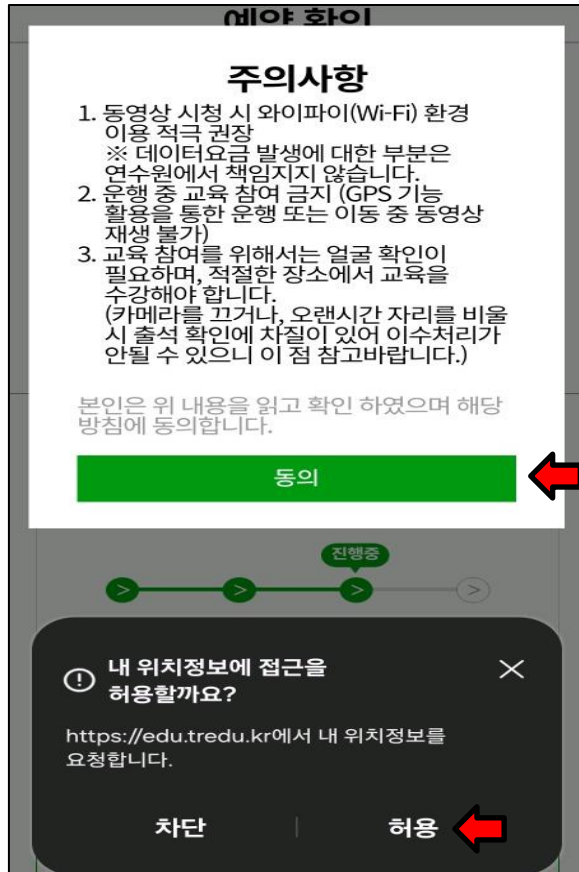 예약 확인
주의사항
1. 동영상 시청 시 와이파이(Wi-Fi) 환경
이용 적극 권장
※ 데이터요금 발생에 대한 부분은
연수원에서 책임지지 않습니다.
2. 운행 중 교육 참여 금지 (GPS 기능
활용을 통한 운행 또는 이동 중 동영상
재생 불가)
3. 교육 참여를 위해서는 얼굴 확인이
필요하며, 적절한 장소에서 교육을
수강해야 합니다.
(카메라를 끄거나, 오랜시간 자리를 비울
시 출석 확인에 차질이 있어 이수처리가
안될 수 있으니 이 점 참고바랍니다.)
본인은 위 내용을 읽고 확인 하였으며 해당
방침에 동의합니다.
동의
진행중
내 위치정보에 접근을
허용할까요?
https://edu.tredu.kr에서 내 위치정보를
요청합니다.
차단
허용